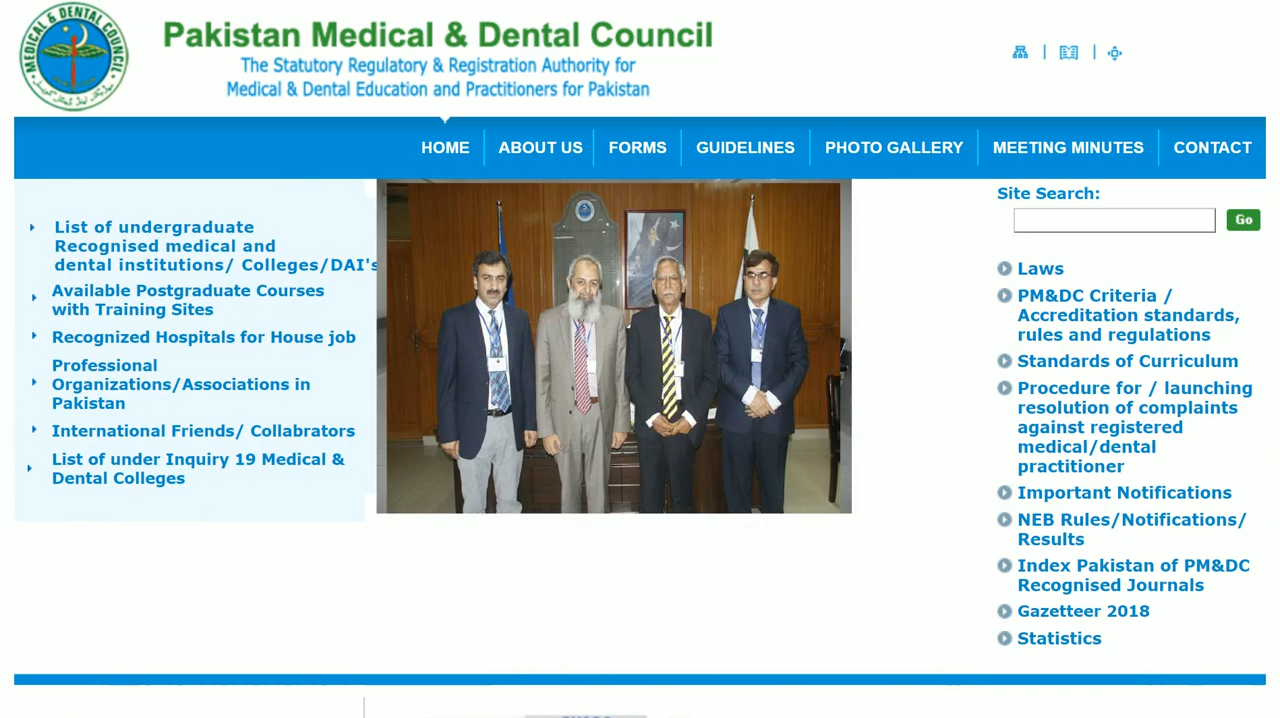 MEDICAL & DENTAL COUNCIL
Pakistan Medical & Dental Council
The Statutory Regulatory & Registration Authority for
Medical & Dental Education and Practitioners for Pakistan
HOME
ABOUT US
FORMS
GUIDELINES
PHOTO GALLERY
MEETING MINUTES
CONTACT
List of undergraduate
Recognised medical and
dental institutions/ Colleges/DAI's
Available Postgraduate Courses
with Training Sites
Recognized Hospitals for House job
Professional
Organizations/Associations in
Pakistan
International Friends/ Collabrators
List of under Inquiry 19 Medical &
Dental Colleges
Site Search:
Go
Laws
PM&DC Criteria /
Accreditation standards,
rules and regulations
Standards of Curriculum
Procedure for / launching
resolution of complaints
against registered
medical/dental
practitioner
Important Notifications
NEB Rules/Notifications/
Results
Index Pakistan of PM&DC
Recognised Journals
Gazetteer 2018
Statistics